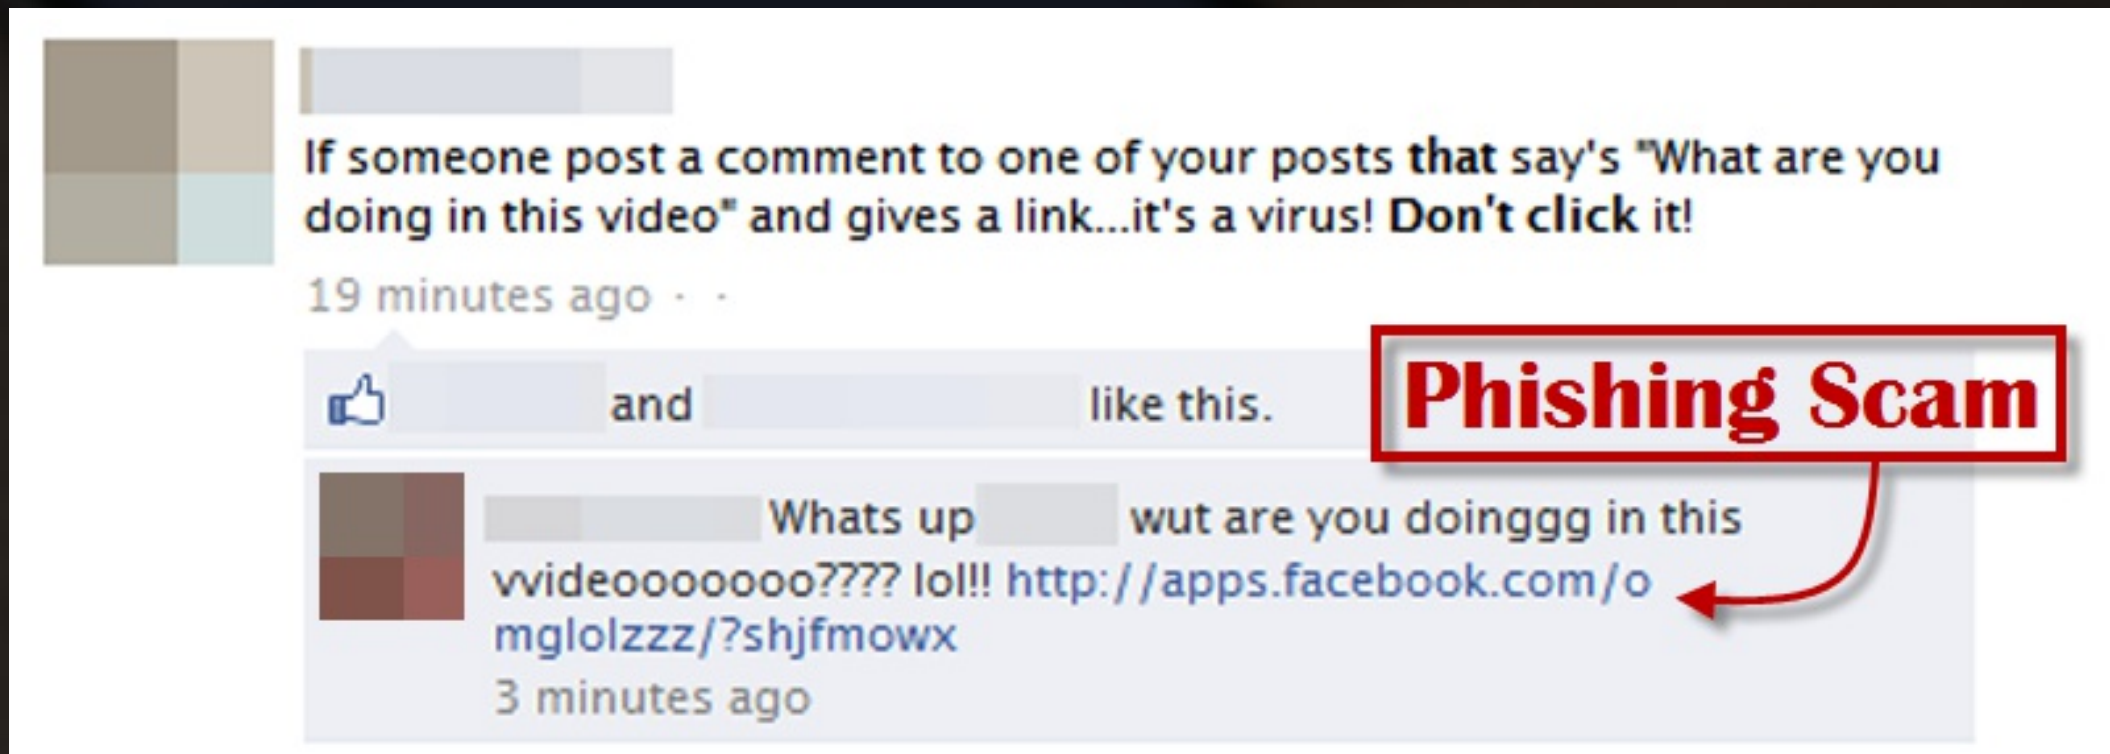 If someone post a comment to one of your posts that say's "What are you
doing in this video" and gives a link...it's a virus! Don't click it!
19 minutes ago · ·
and like this.
Phishing Scam
Whats up wut are you doinggg in this
vvideooooooo???? lol!! http://apps.facebook.com/o
mglolzzz/?shjfmowx
3 minutes ago